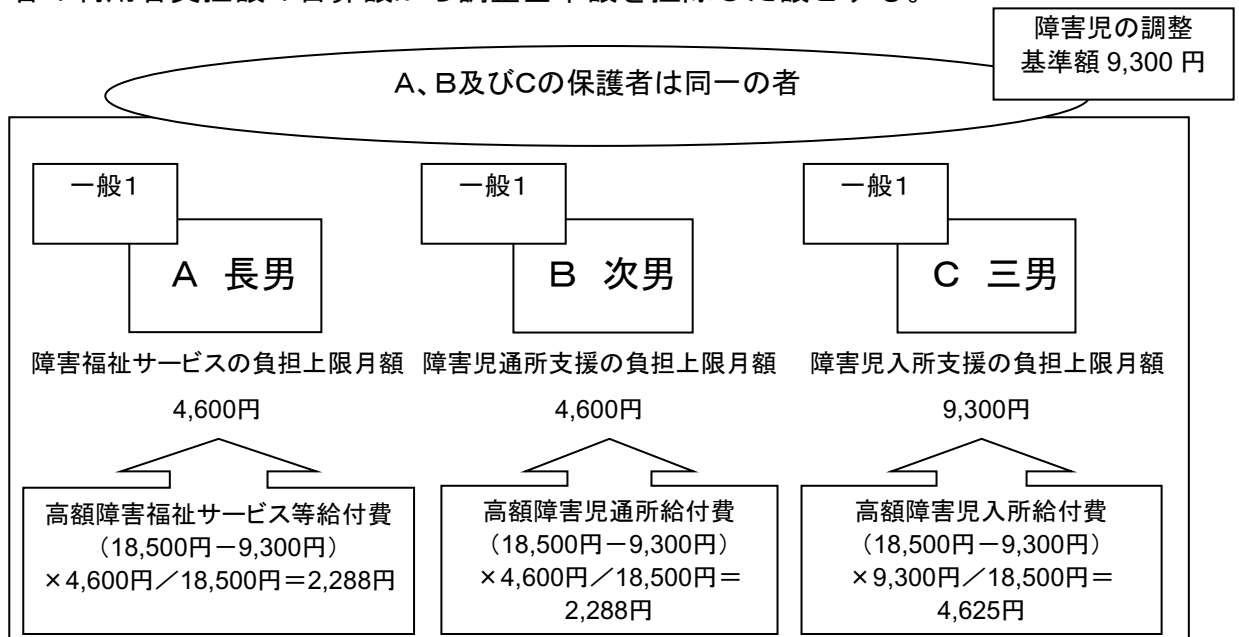 者の利用者負担額の合算額から調整基準額を控除した額とする。
障害児の調整
基準額 9,300 円
A、B及びCの保護者は同一の者
一般1
一般1
一般1
A 長男
B 次男
C 三男
障害福祉サービスの負担上限月額
障害児通所支援の負担上限月額
障害児入所支援の負担上限月額
4,600円
4,600円
9,300円
高額障害福祉サービス等給付費
(18,500円－9,300円)
×4,600円／18,500円＝2,288円
高額障害児通所給付費
(18,500円－9,300円)
×4,600円／18,500円＝
2,288円
高額障害児入所給付費
(18,500円－9,300円)
×9,300円／18,500円＝
4,625円